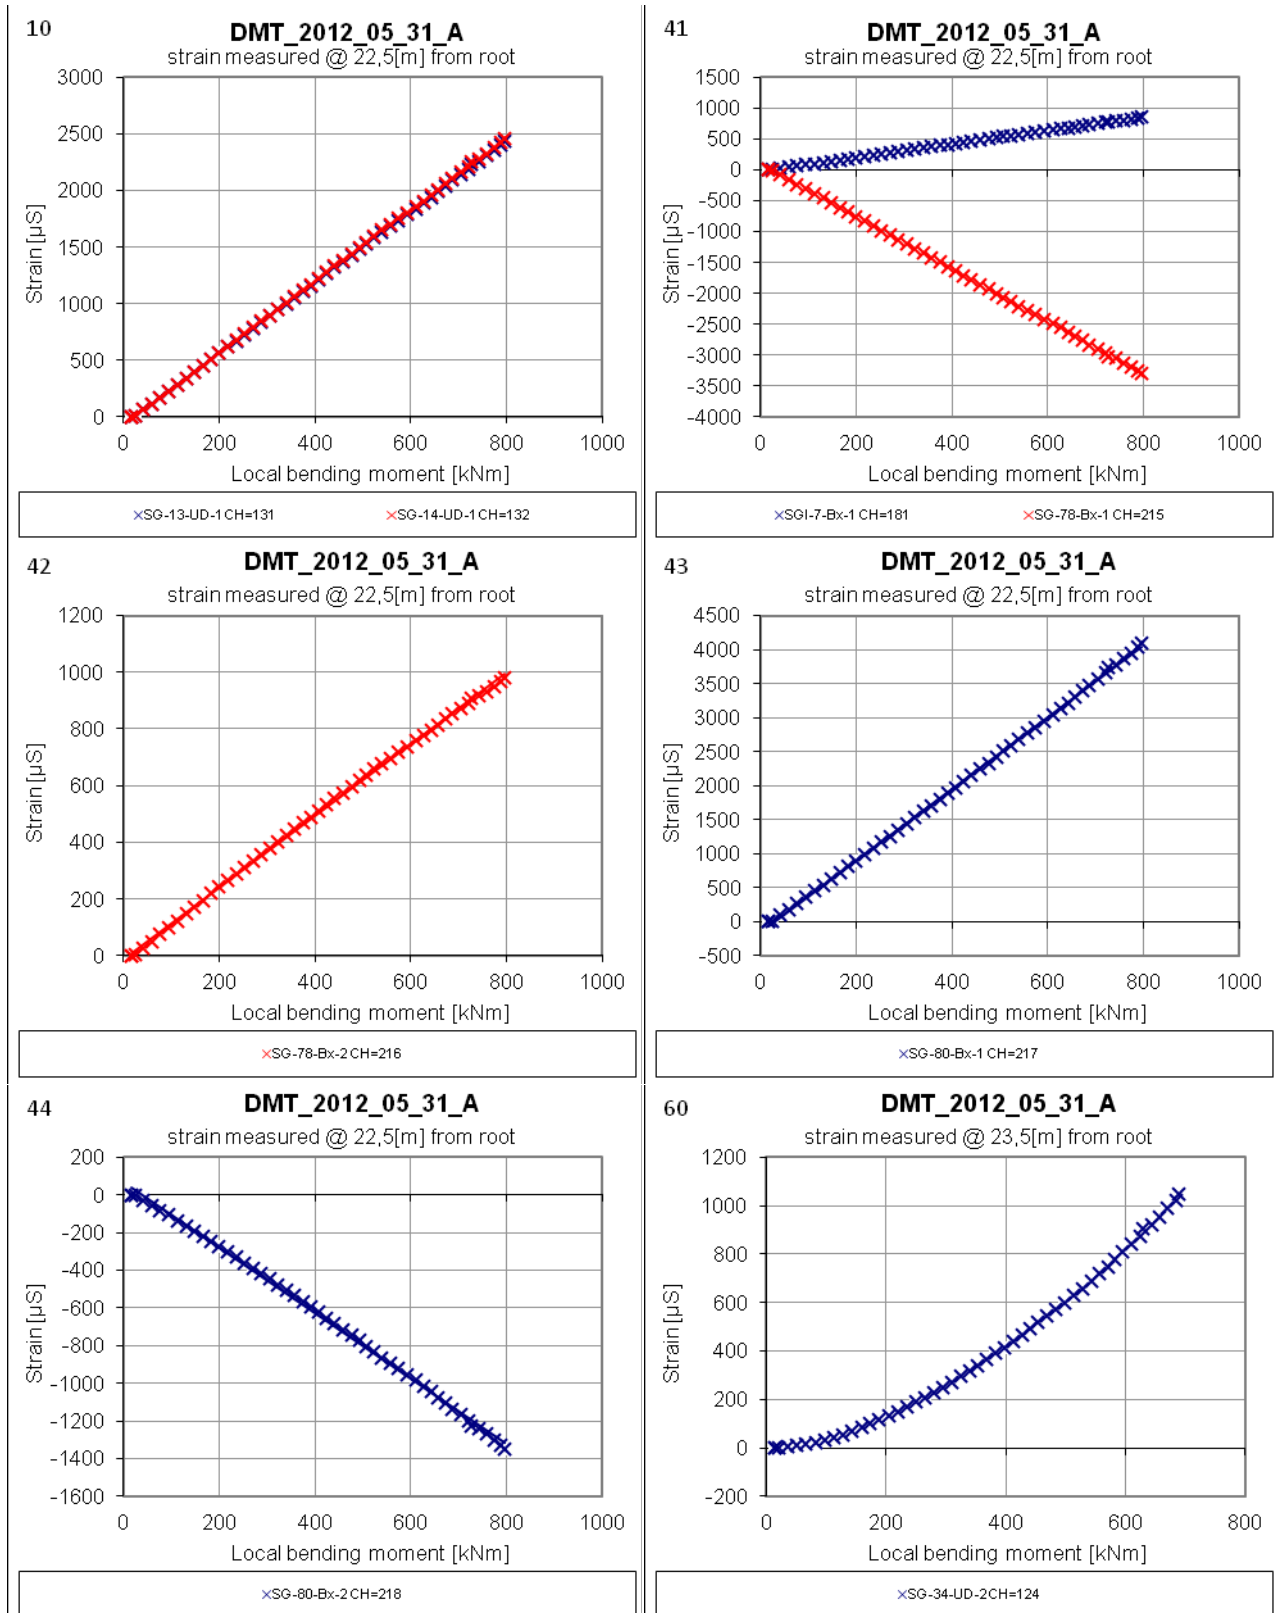 10
DMT_2012_05_31_A
strain measured @ 22,5[m] from root
3000
2500
2000
1500
1000
500
0
Strain [µS]
0 200 400 600 800 1000
Local bending moment [kNm]
SG-13-UD-1 CH=131 SG-14-UD-1 CH=132
41
DMT_2012_05_31_A
strain measured @ 22,5[m] from root
1500
1000
500
0
-500
-1000
-1500
-2000
-2500
-3000
-3500
-4000
Strain [µS]
0 200 400 600 800 1000
Local bending moment [kNm]
SGI-7-Bx-1 CH=181 SG-78-Bx-1 CH=215
42
DMT_2012_05_31_A
strain measured @ 22,5[m] from root
1200
1000
800
600
400
200
0
Strain [µS]
0 200 400 600 800 1000
Local bending moment [kNm]
SG-78-Bx-2 CH=216
43
DMT_2012_05_31_A
strain measured @ 22,5[m] from root
4500
4000
3500
3000
2500
2000
1500
1000
500
0
-500
Strain [µS]
0 200 400 600 800 1000
Local bending moment [kNm]
SG-80-Bx-1 CH=217
44
DMT_2012_05_31_A
strain measured @ 22,5[m] from root
200
0
-200
-400
-600
-800
-1000
-1200
-1400
-1600
Strain [µS]
0 200 400 600 800 1000
Local bending moment [kNm]
SG-80-Bx-2 CH=218
60
DMT_2012_05_31_A
strain measured @ 23,5[m] from root
1200
1000
800
600
400
200
0
-200
Strain [µS]
0 200 400 600 800
Local bending moment [kNm]
SG-34-UD-2 CH=124